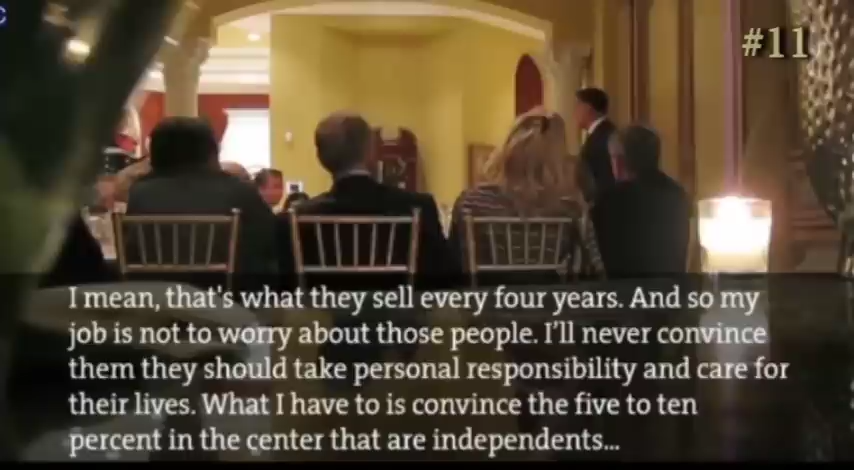 C
#11
I mean, that's what they sell every four years. And so my
job is not to worry about those people. I'll never convince
them they should take personal responsibility and care for
their lives. What I have to is convince the five to ten
percent in the center that are independents...